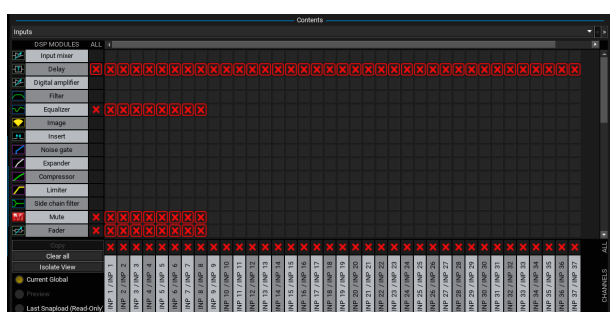 Contents
Inputs
DSP MODULES ALL
Input mixer
Delay
Digital amplifier
Filter
Equalizer
Image
Insert
Noise gate
Expander
Compressor
Limiter
Side chain filter
Mute
Fader
Copy
ALL
Clear all
Isolate View
Current Global
Preview
Last Snapload (Read-Only)
INP 1 / INP 1
INP 2 / INP 2
INP 3 / INP 3
INP 4 / INP 4
INP 5 / INP 5
INP 6 / INP 6
INP 7 / INP 7
INP 8 / INP 8
INP 9 / INP 9
INP 10 / INP 10
INP 11 / INP 11
INP 12 / INP 12
INP 13 / INP 13
INP 14 / INP 14
INP 15 / INP 15
INP 16 / INP 16
INP 17 / INP 17
INP 18 / INP 18
INP 19 / INP 19
INP 20 / INP 20
INP 21 / INP 21
INP 22 / INP 22
INP 23 / INP 23
INP 24 / INP 24
INP 25 / INP 25
INP 26 / INP 26
INP 27 / INP 27
INP 28 / INP 28
INP 29 / INP 29
INP 30 / INP 30
INP 31 / INP 31
INP 32 / INP 32
INP 33 / INP 33
INP 34 / INP 34
INP 35 / INP 35
INP 36 / INP 36
INP 37 / INP 37
CHANNELS